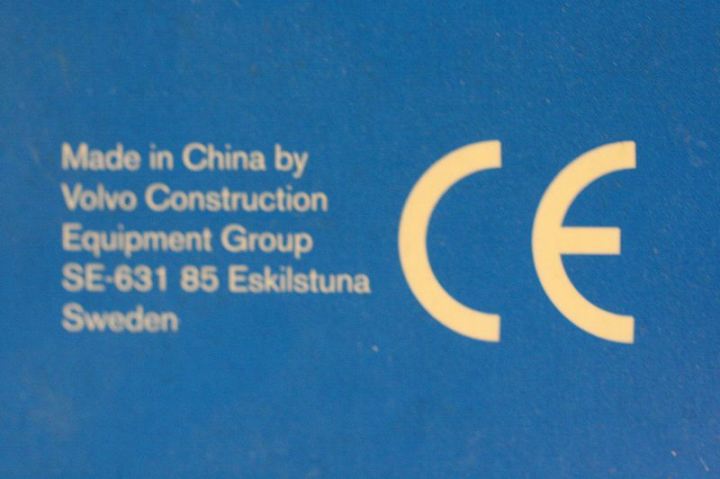 Made in China by
Volvo Construction
Equipment Group
SE-631 85 Eskilstuna
Sweden
CE